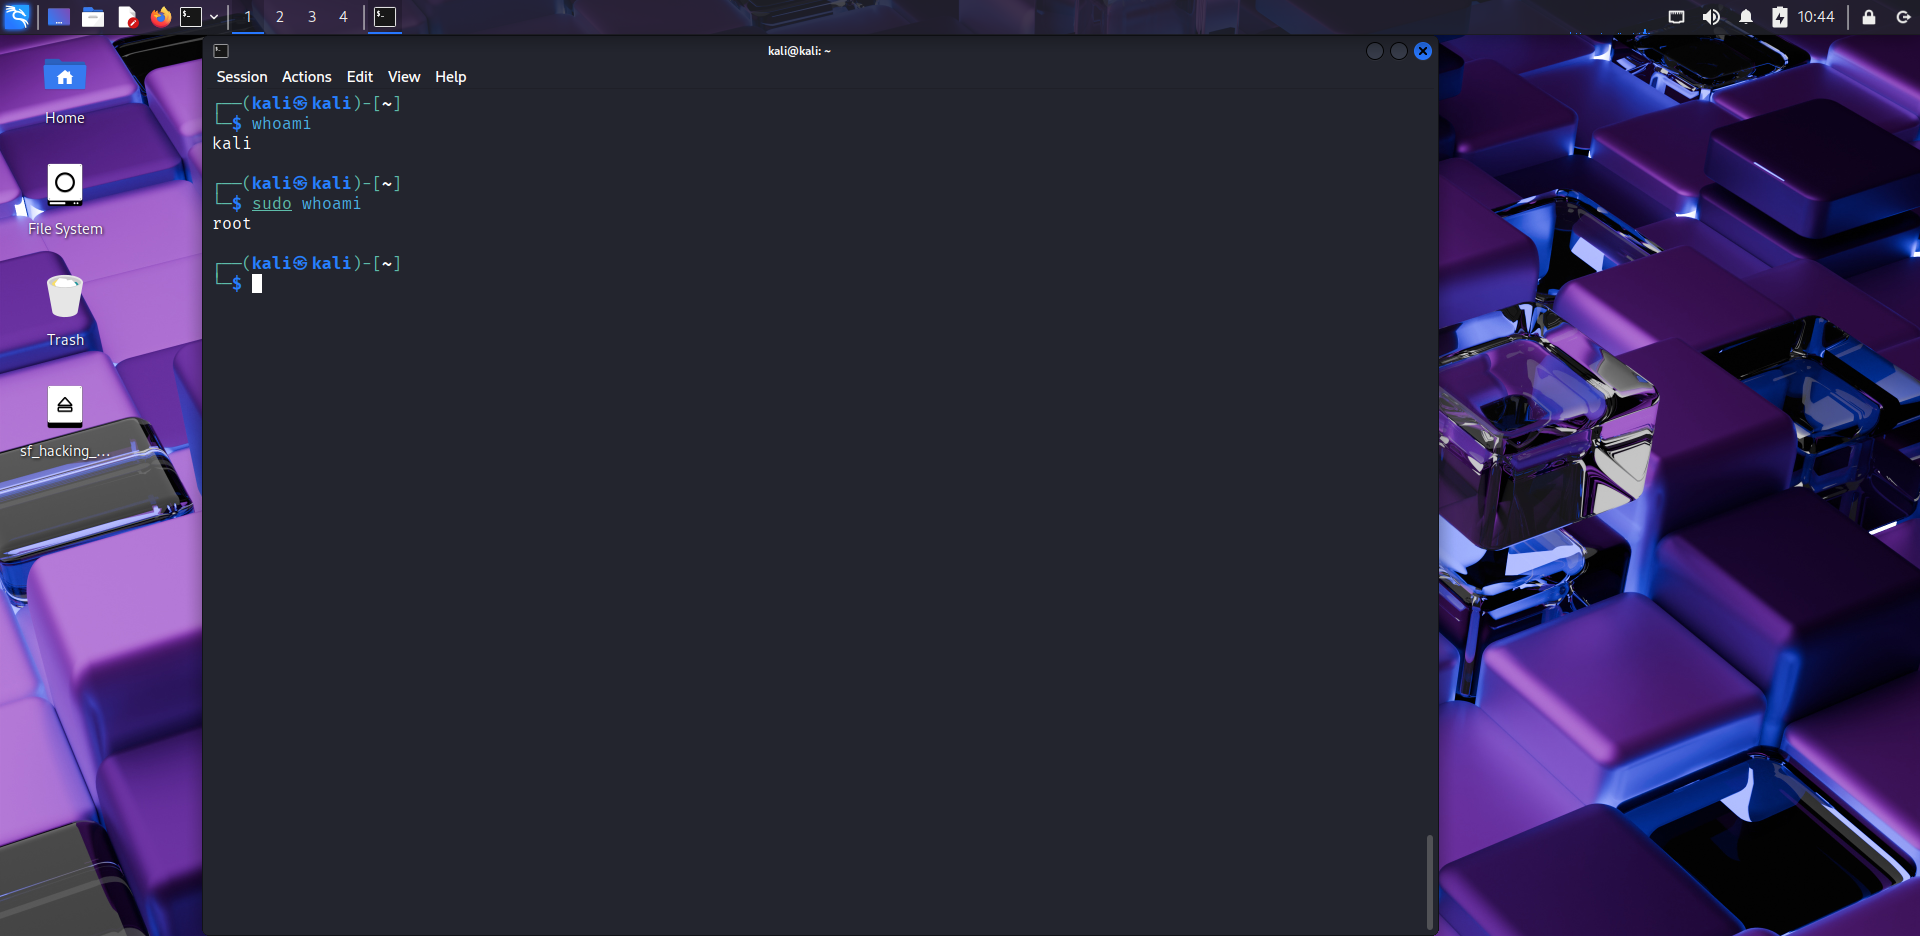 1 2 3 4
10:44
kali@kali: ~
Session Actions Edit View Help
┌──(kali㉿kali)-[~]
└─$ whoami
kali
┌──(kali㉿kali)-[~]
└─$ sudo whoami
root
┌──(kali㉿kali)-[~]
└─$
Home
File System
Trash
sf_hacking_...